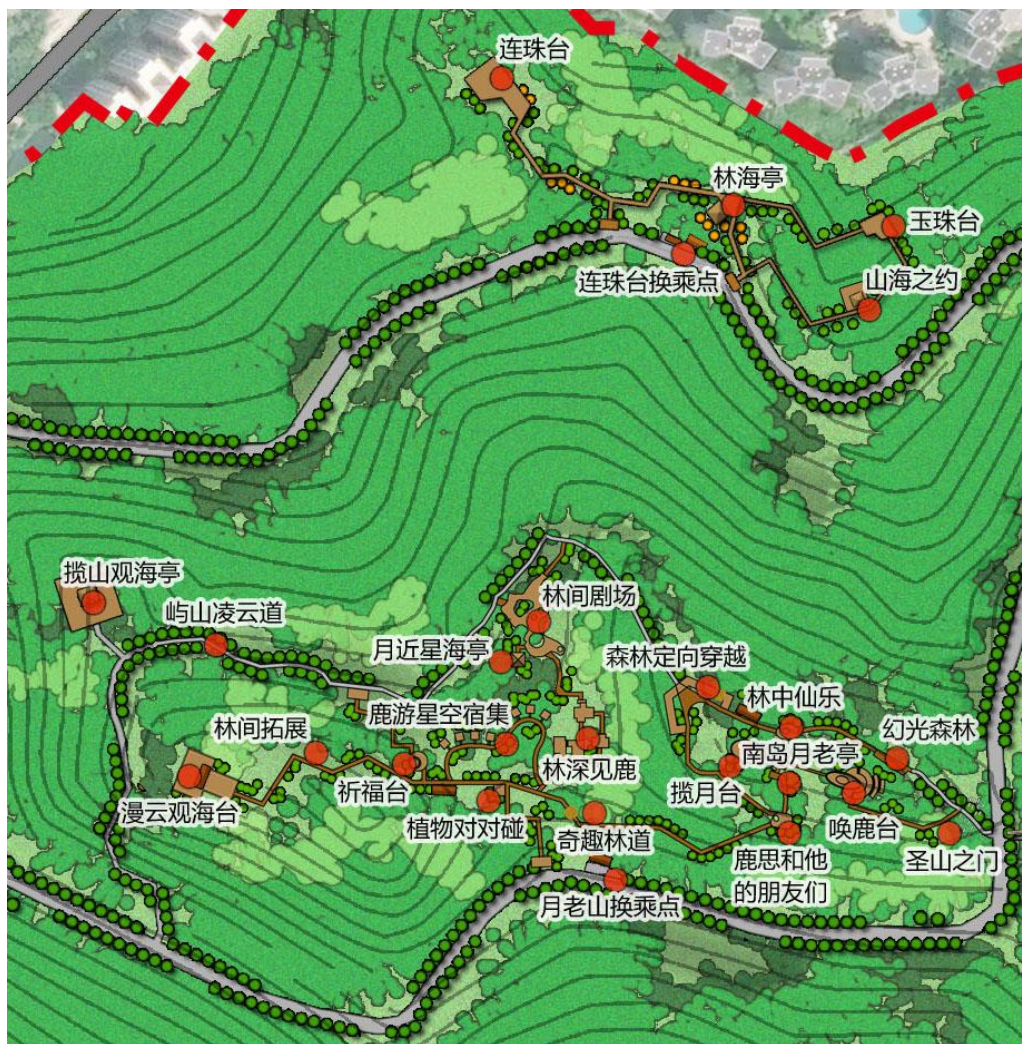 连珠台
林海亭
玉珠台
山海之约
连珠台换乘点
揽山观海亭
屿山凌云道
林间剧场
月近星海亭
森林定向穿越
林中仙乐
鹿游星空宿集
幻光森林
林间拓展
南岛月老亭
林深见鹿
祈福台
揽月台
漫云观海台
植物对对碰
唤鹿台
奇趣林道
圣山之门
鹿思和他
的朋友们
月老山换乘点